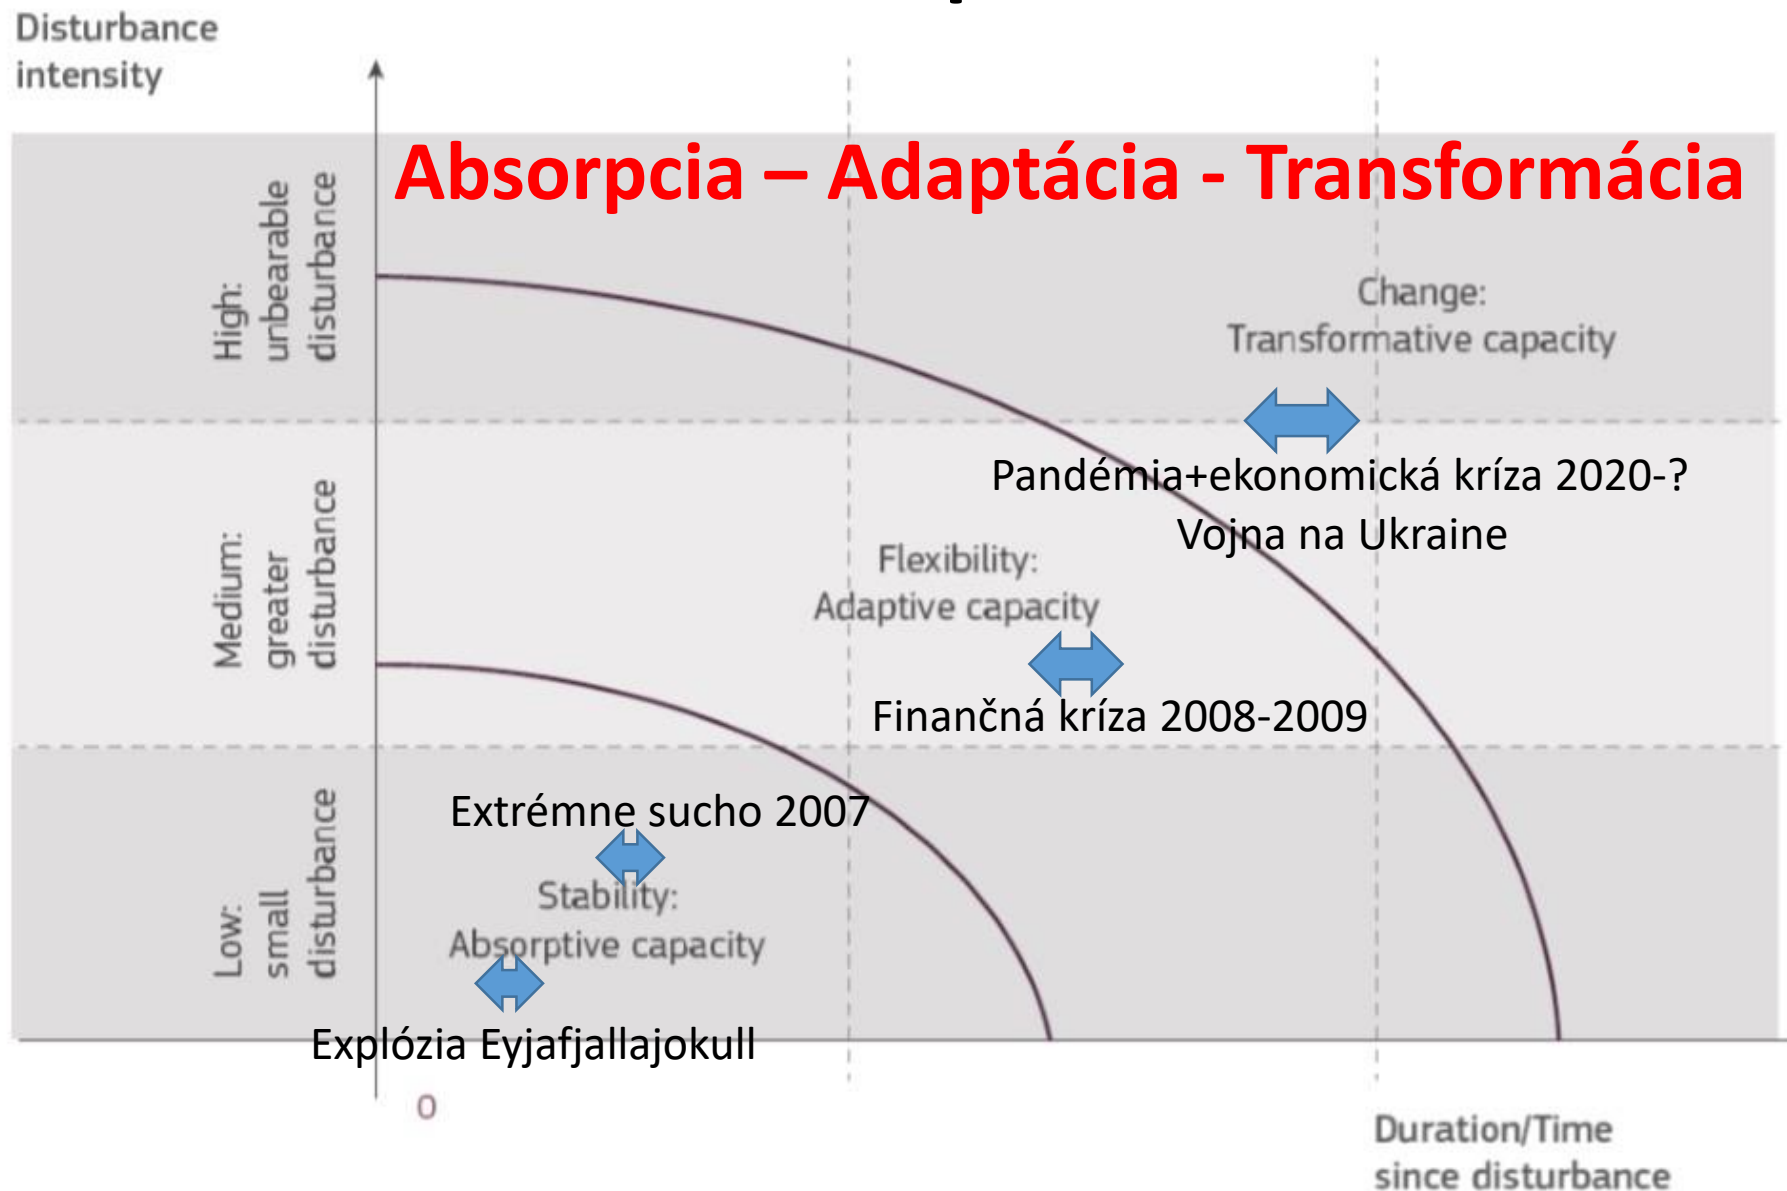 Disturbance
intensity
Absorpcia – Adaptácia - Transformácia
High:
unbearable
disturbance
Change:
Transformative capacity
Pandémia+ekonomická kríza 2020-?
Vojna na Ukraine
Medium:
greater
disturbance
Flexibility:
Adaptive capacity
Finančná kríza 2008-2009
Low:
small
disturbance
Extrémne sucho 2007
Stability:
Absorptive capacity
Explózia Eyjafjallajokull
0
Duration/Time
since disturbance